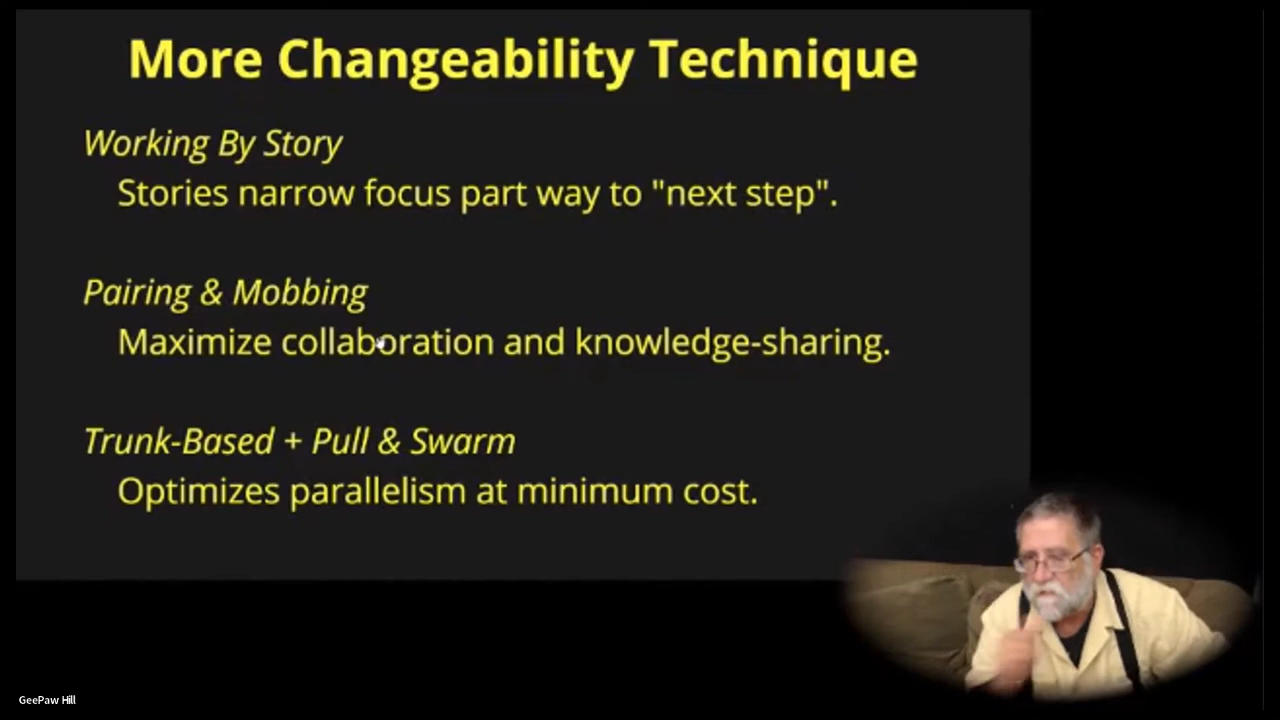 More Changeability Technique
Working By Story
Stories narrow focus part way to "next step".
Pairing & Mobbing
Maximize collaboration and knowledge-sharing.
Trunk-Based + Pull & Swarm
Optimizes parallelism at minimum cost.
GeePaw Hill